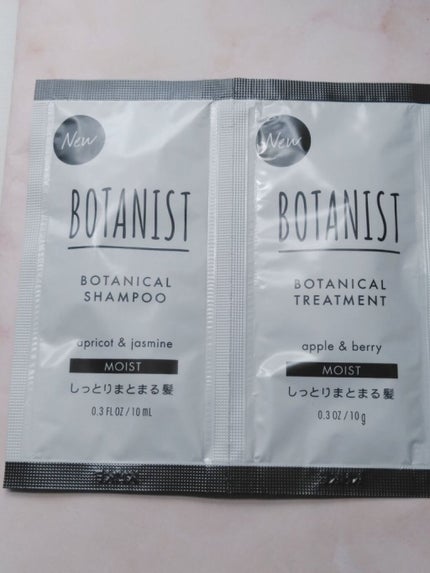 New
BOTANIST
BOTANICAL
SHAMPOO
apricot & jasmine
MOIST
しっとりまとまる髪
0.3 FL OZ / 10 mL
New
BOTANIST
BOTANICAL
TREATMENT
apple & berry
MOIST
しっとりまとまる髪
0.3 OZ / 10 g